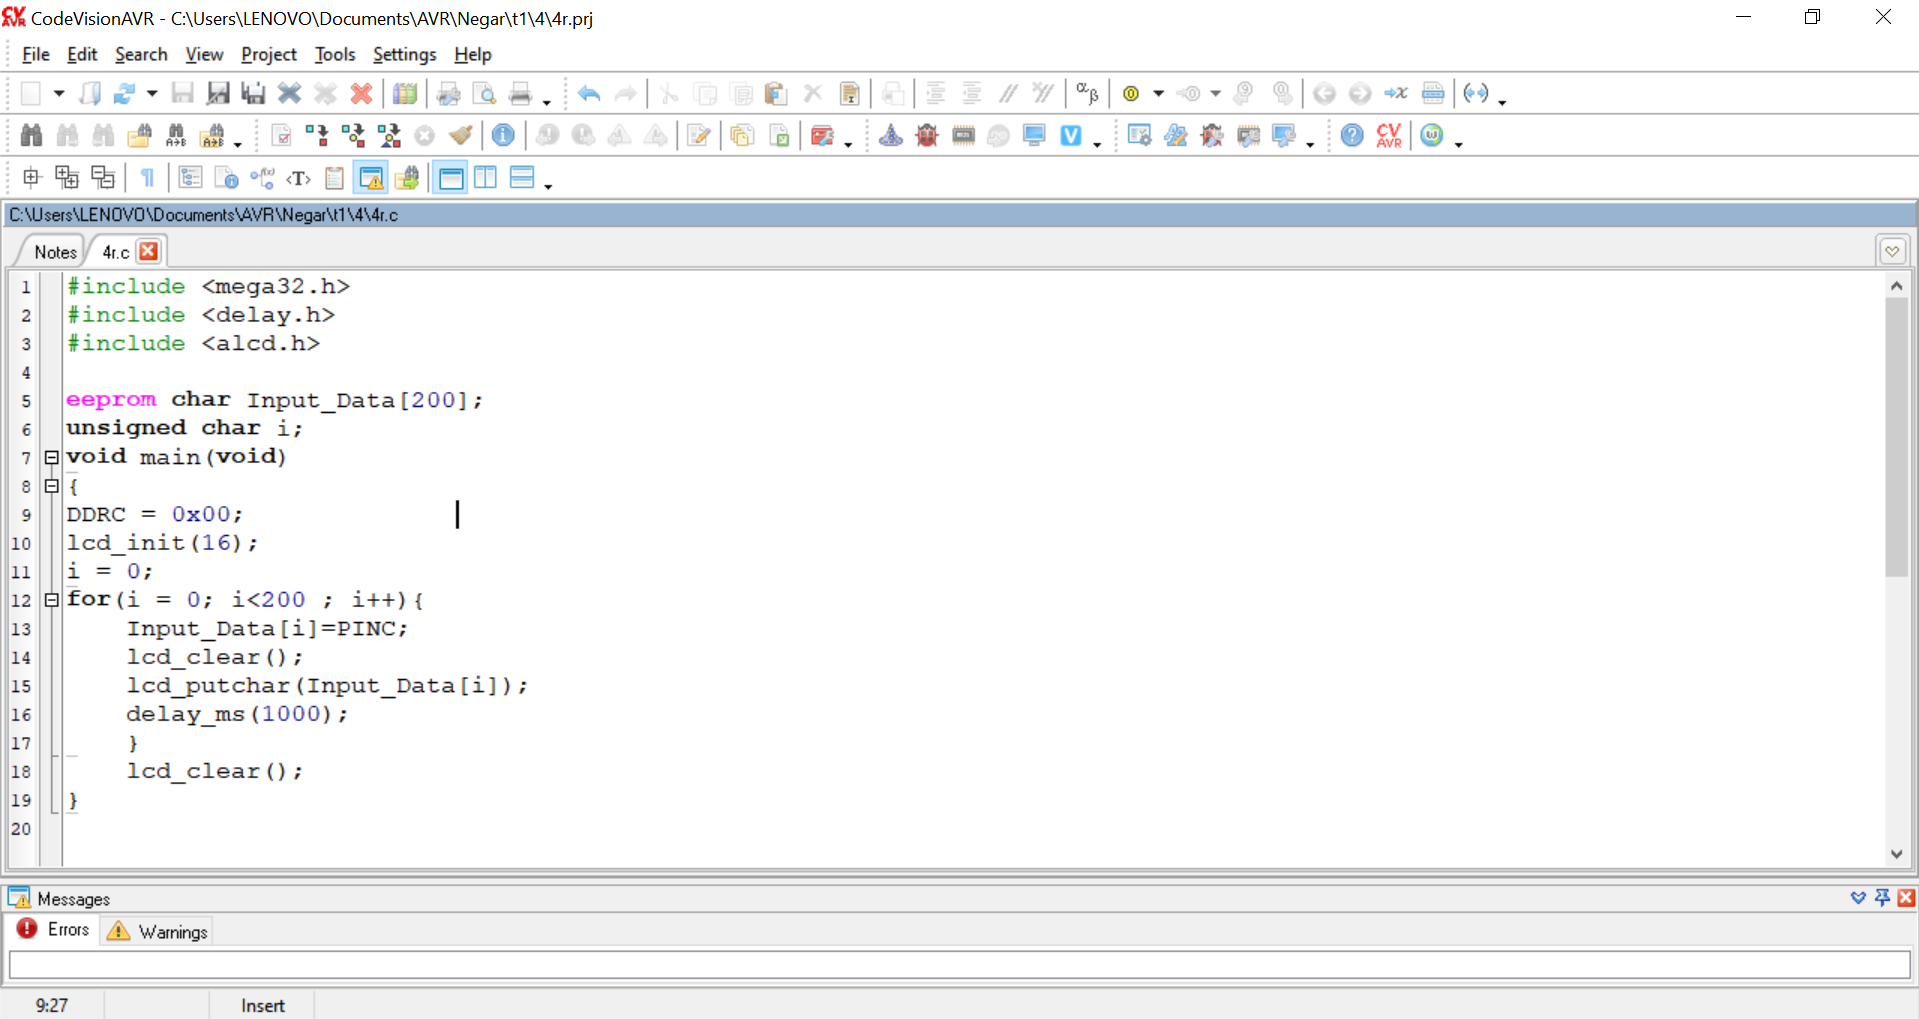 CodeVisionAVR - C:\Users\LENOVO\Documents\AVR\Negar\t1\4\4r.prj
File Edit Search View Project Tools Settings Help
C:\Users\LENOVO\Documents\AVR\Negar\t1\4\4r.c
Notes 4r.c
1 #include <mega32.h>
2 #include <delay.h>
3 #include <alcd.h>
4
5 eeprom char Input_Data[200];
6 unsigned char i;
7 void main(void)
8 {
9 DDRC = 0x00;
10 lcd_init(16);
11 i = 0;
12 for(i = 0; i<200 ; i++){
13 Input_Data[i]=PINC;
14 lcd_clear();
15 lcd_putchar(Input_Data[i]);
16 delay_ms(1000);
17 }
18 lcd_clear();
19 }
20
Messages
Errors Warnings
9:27 Insert